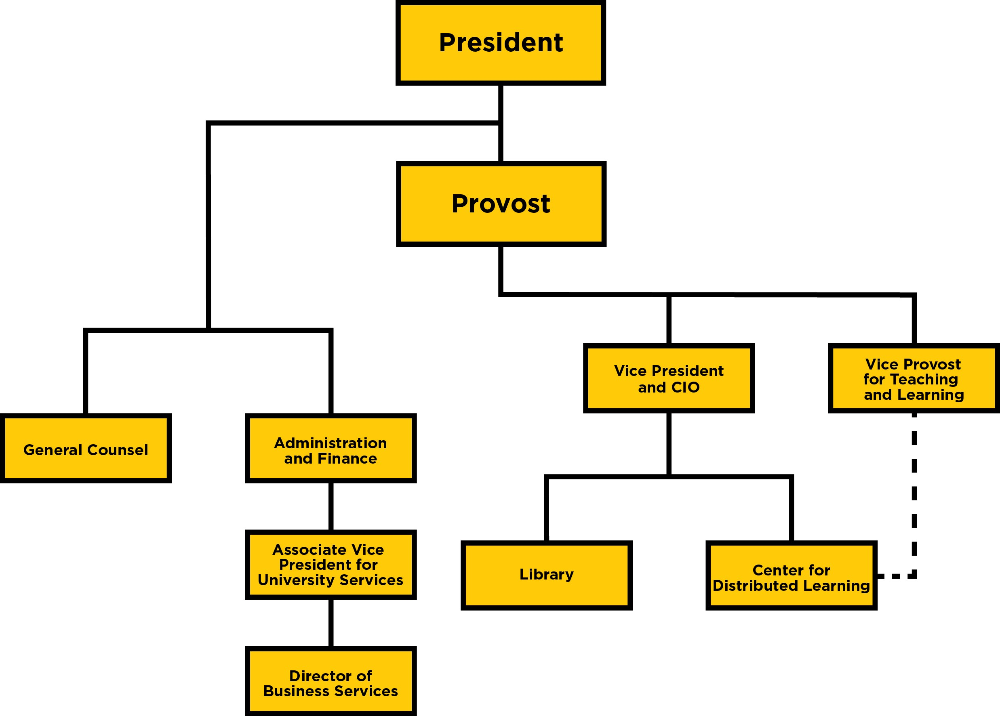 President
Provost
Vice President
and CIO
Vice Provost
for Teaching
and Learning
General Counsel
Administration
and Finance
Associate Vice
President for
University Services
Library
Center for
Distributed Learning
Director of
Business Services